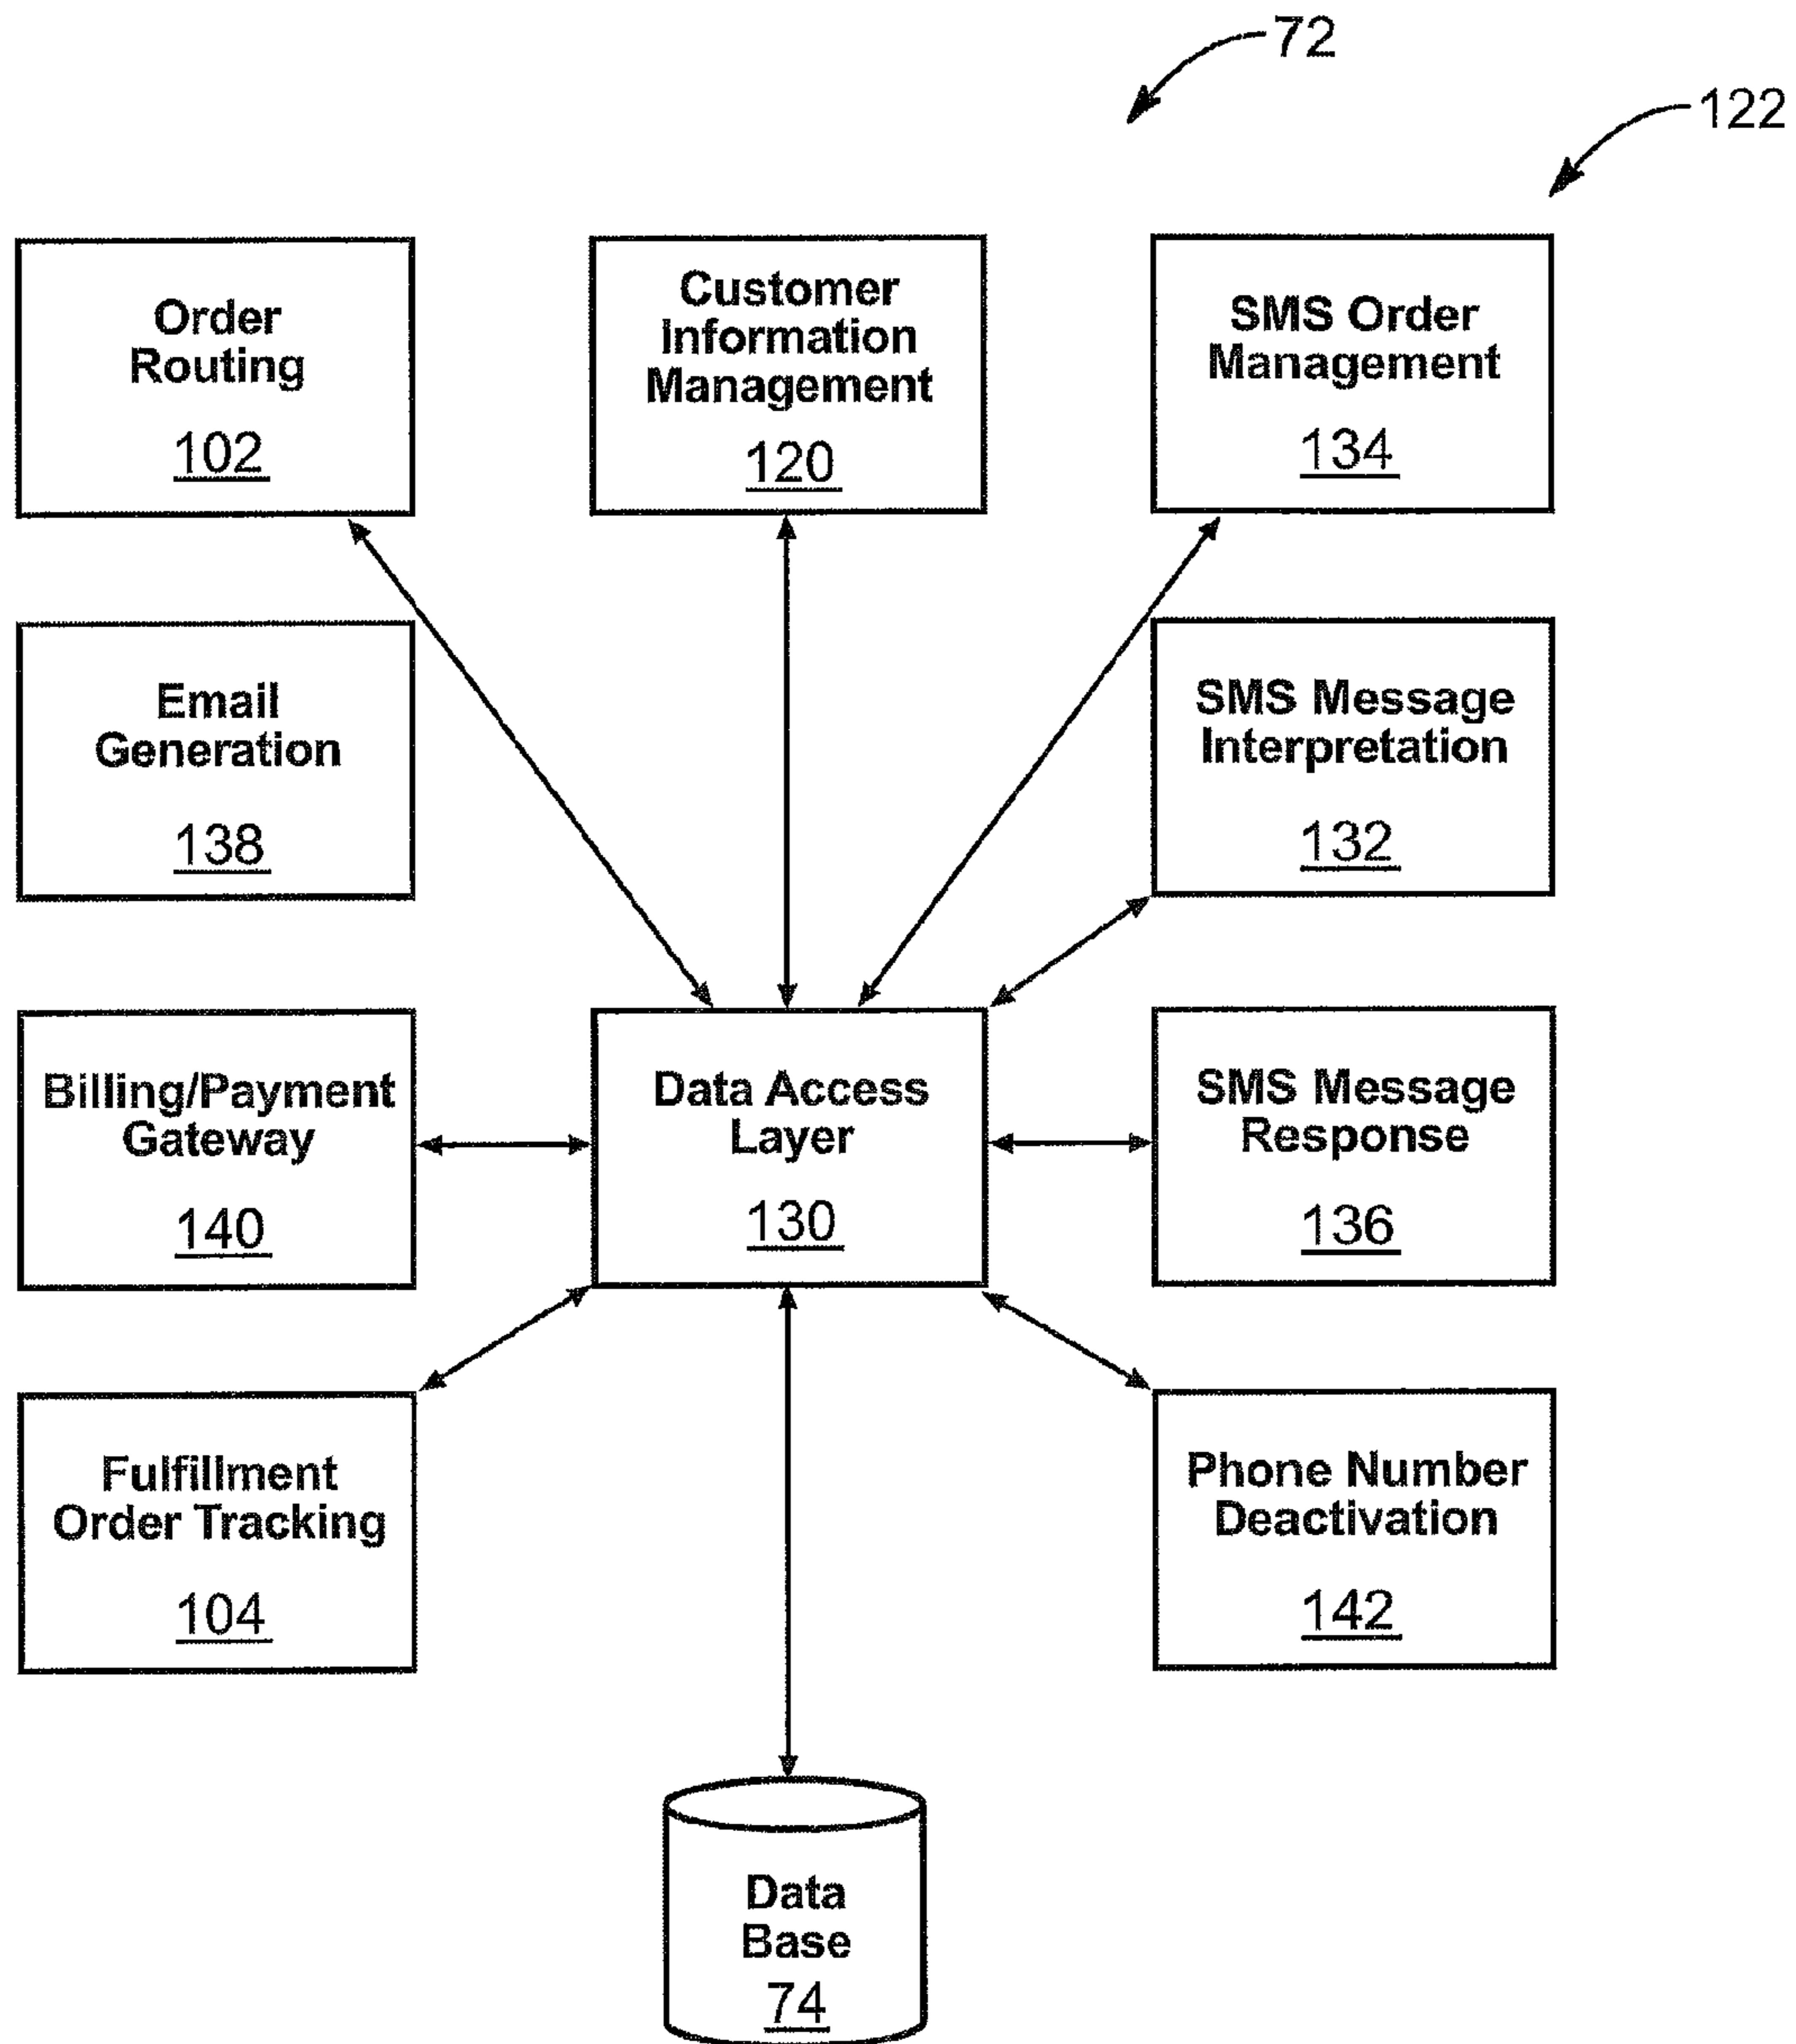 72
122
Order
Routing
102
Customer
Information
Management
120
SMS Order
Management
134
Email
Generation
138
SMS Message
Interpretation
132
Billing/Payment
Gateway
140
Data Access
Layer
130
SMS Message
Response
136
Fulfillment
Order Tracking
104
Phone Number
Deactivation
142
Data
Base
74